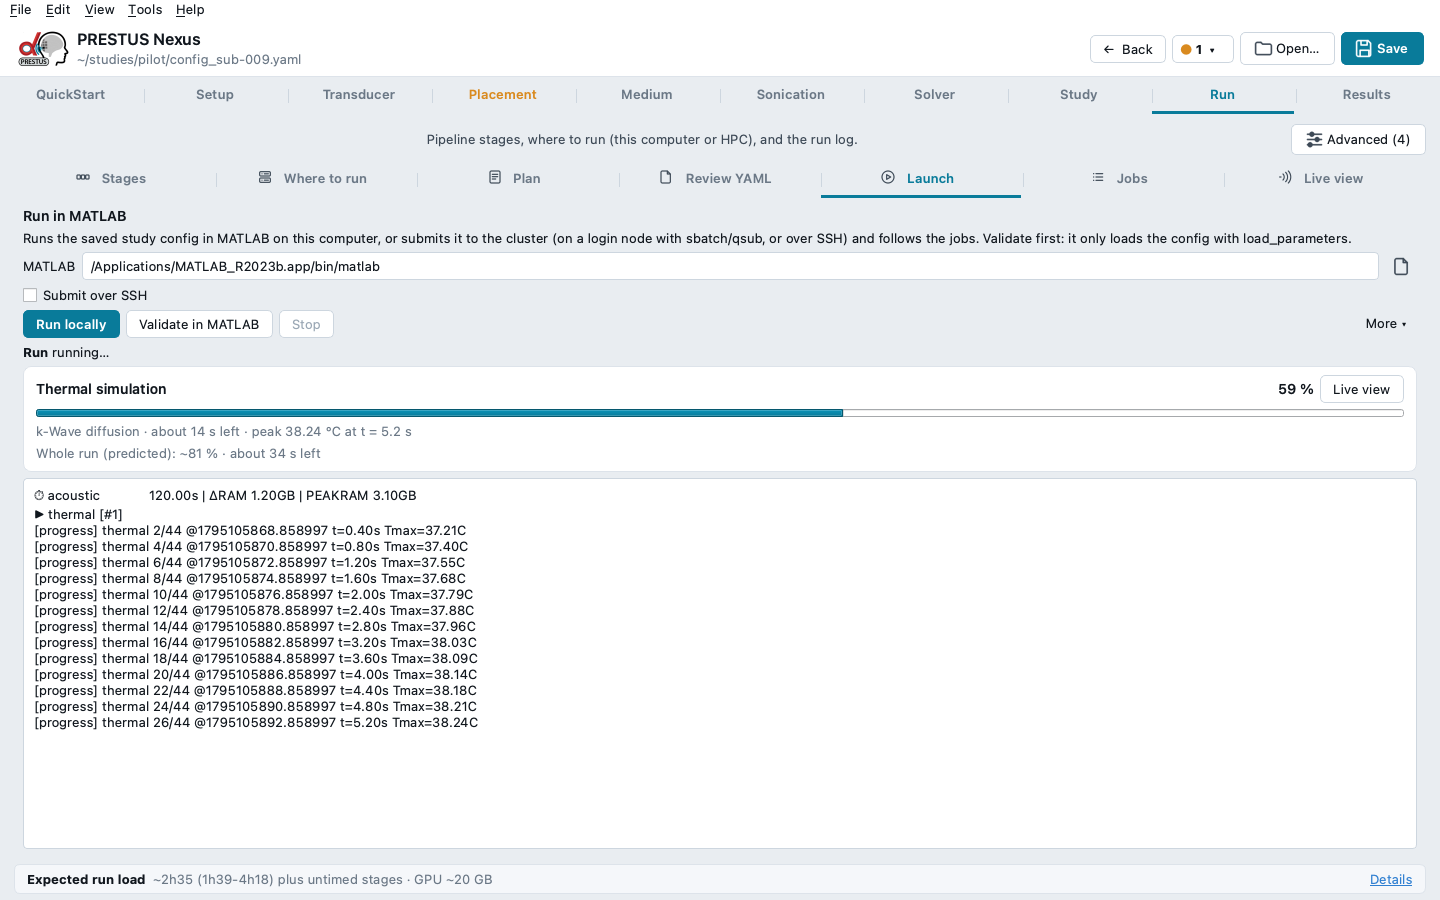 File Edit View Tools Help
PRESTUS Nexus
~/studies/pilot/config_sub-009.yaml
PRESTUS
← Back
1 ▾
Open...
Save
QuickStart Setup Transducer Placement Medium Sonication Solver Study Run Results
Pipeline stages, where to run (this computer or HPC), and the run log.
Advanced (4)
Stages Where to run Plan Review YAML Launch Jobs Live view
Run in MATLAB
Runs the saved study config in MATLAB on this computer, or submits it to the cluster (on a login node with sbatch/qsub, or over SSH) and follows the jobs. Validate first: it only loads the config with load_parameters.
MATLAB /Applications/MATLAB_R2023b.app/bin/matlab
Submit over SSH
Run locally Validate in MATLAB Stop More ▾
Run running...
Thermal simulation 59 % Live view
k-Wave diffusion · about 14 s left · peak 38.24 °C at t = 5.2 s
Whole run (predicted): ~81 % · about 34 s left
⏱ acoustic 120.00s | ΔRAM 1.20GB | PEAKRAM 3.10GB
▶ thermal [#1]
[progress] thermal 2/44 @1795105868.858997 t=0.40s Tmax=37.21C
[progress] thermal 4/44 @1795105870.858997 t=0.80s Tmax=37.40C
[progress] thermal 6/44 @1795105872.858997 t=1.20s Tmax=37.55C
[progress] thermal 8/44 @1795105874.858997 t=1.60s Tmax=37.68C
[progress] thermal 10/44 @1795105876.858997 t=2.00s Tmax=37.79C
[progress] thermal 12/44 @1795105878.858997 t=2.40s Tmax=37.88C
[progress] thermal 14/44 @1795105880.858997 t=2.80s Tmax=37.96C
[progress] thermal 16/44 @1795105882.858997 t=3.20s Tmax=38.03C
[progress] thermal 18/44 @1795105884.858997 t=3.60s Tmax=38.09C
[progress] thermal 20/44 @1795105886.858997 t=4.00s Tmax=38.14C
[progress] thermal 22/44 @1795105888.858997 t=4.40s Tmax=38.18C
[progress] thermal 24/44 @1795105890.858997 t=4.80s Tmax=38.21C
[progress] thermal 26/44 @1795105892.858997 t=5.20s Tmax=38.24C
Expected run load ~2h35 (1h39-4h18) plus untimed stages · GPU ~20 GB
Details